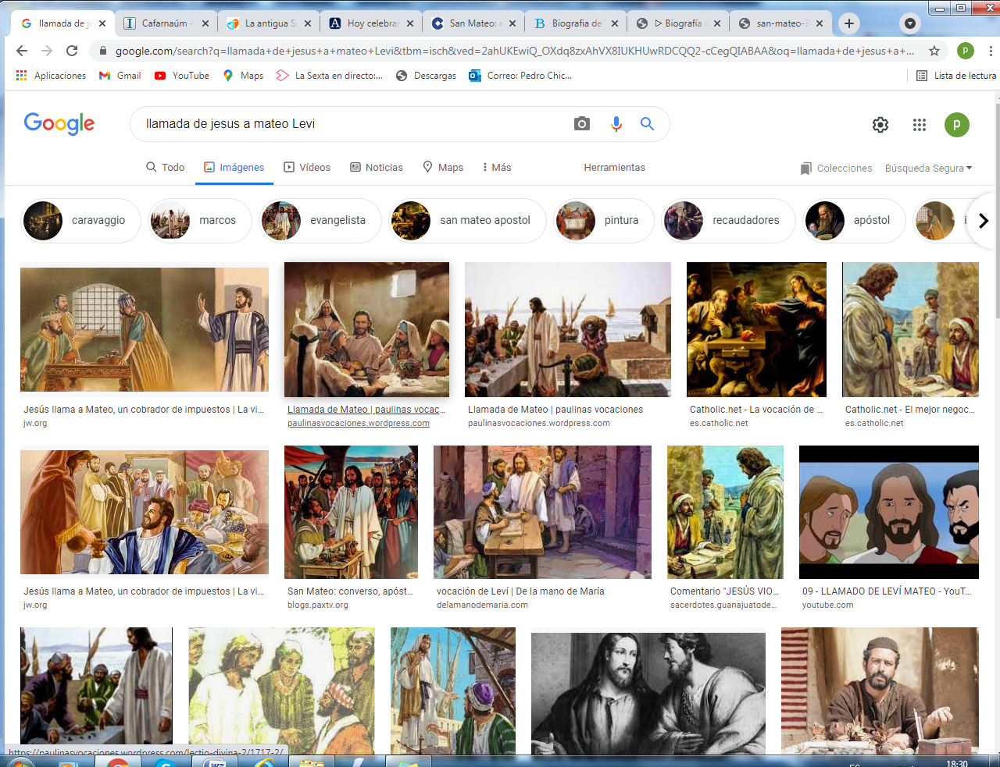 llamada de je
Cafarnaúm -
La antigua S
Hoy celebrar
San Mateo: e
Biografia de
▷ Biografía d
san-mateo-3
google.com/search?q=llamada+de+jesus+a+mateo+Levi&tbm=isch&ved=2ahUKEwiQ_OXdq8zxAhVX8IUKHUwRDCQQ2-cCegQIABAA&oq=llamada+de+jesus+a+...
p
Aplicaciones
Gmail
YouTube
Maps
La Sexta en directo:...
Descargas
Correo: Pedro Chic...
Lista de lectura
Google
llamada de jesus a mateo Levi
p
Todo
Imágenes
Vídeos
Noticias
Maps
Más
Herramientas
Colecciones
Búsqueda Segura
caravaggio
marcos
evangelista
san mateo apostol
pintura
recaudadores
apóstol
Jesús llama a Mateo, un cobrador de impuestos | La vi...
jw.org
Llamada de Mateo | paulinas vocac...
paulinasvocaciones.wordpress.com
Llamada de Mateo | paulinas vocaciones
paulinasvocaciones.wordpress.com
Catholic.net - La vocación de ...
es.catholic.net
Catholic.net - El mejor negoc...
es.catholic.net
Jesús llama a Mateo, un cobrador de impuestos | La vi...
jw.org
San Mateo: converso, apóst...
blogs.paxtv.org
vocación de Leví | De la mano de María
delamanodemaria.com
Comentario "JESÚS VIO...
sacerdotes.guanajuatode...
09 - LLAMADO DE LEVÍ MATEO - YouT...
youtube.com
https://paulinasvocaciones.wordpress.com/lectio-divina-2/1717-2/
ES
18:30